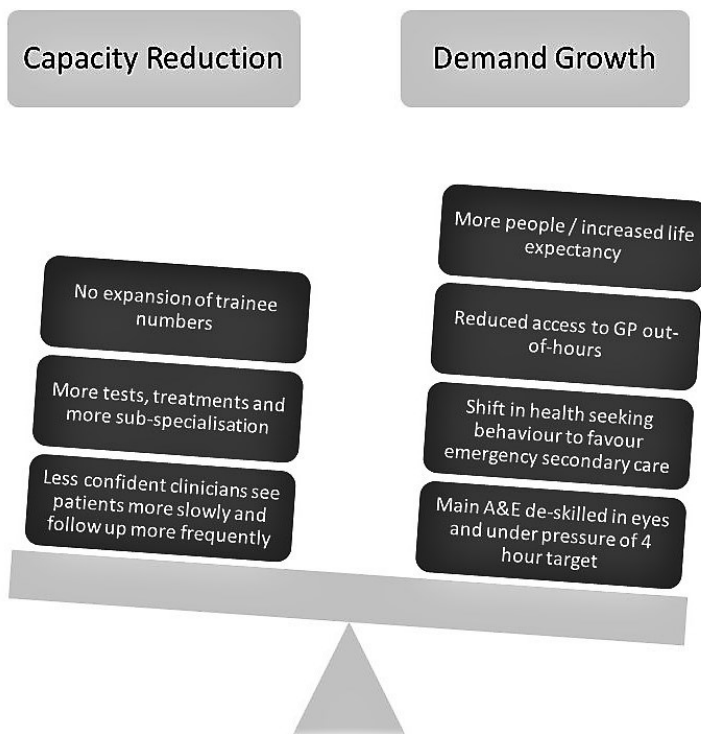 Capacity Reduction
Demand Growth
No expansion of trainee
numbers
More tests, treatments and
more sub-specialisation
Less confident clinicians see
patients more slowly and
follow up more frequently
More people / increased life
expectancy
Reduced access to GP out-
of-hours
Shift in health seeking
behaviour to favour
emergency secondary care
Main A&E de-skilled in eyes
and under pressure of 4
hour target